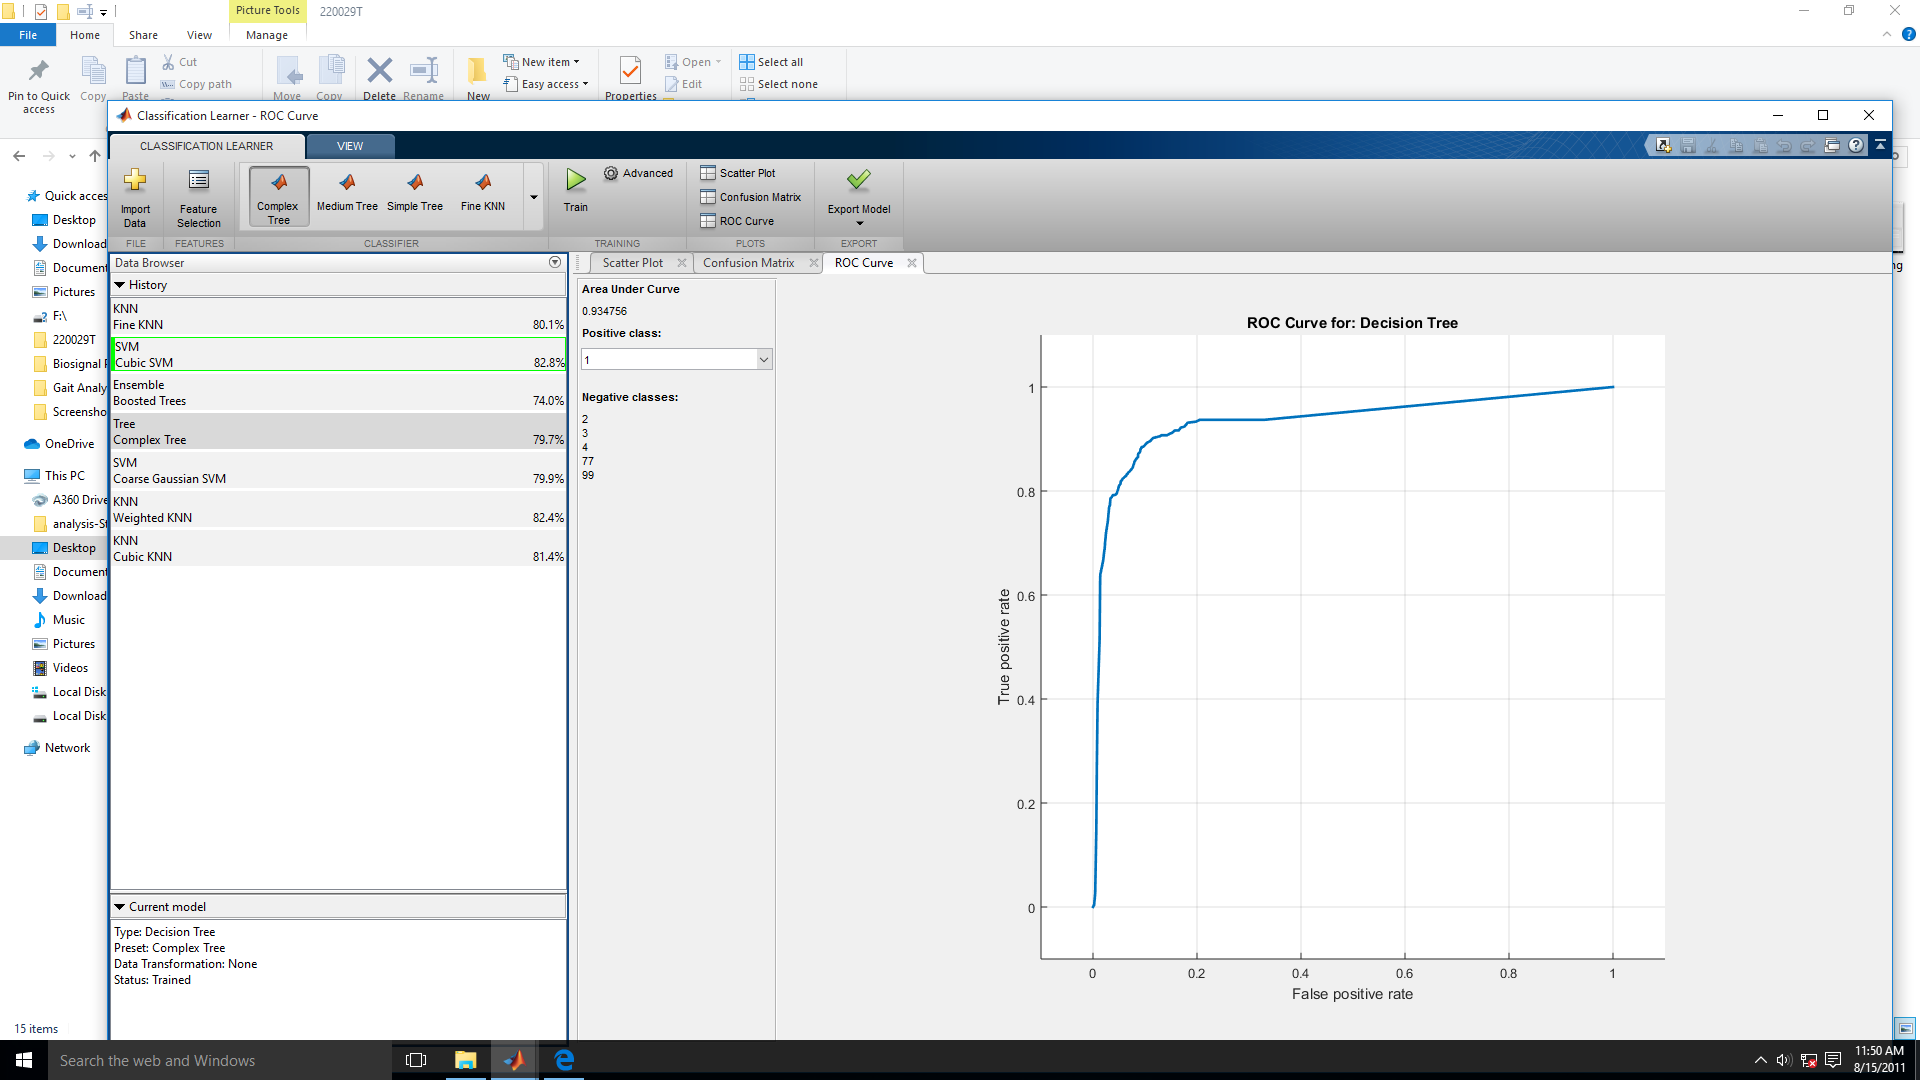 Picture Tools
220029T
File
Home
Share
View
Manage
Pin to Quick access
Copy
Paste
Cut
Copy path
Move
Copy
Delete
Rename
New
New item
Easy access
Properties
Open
Edit
Select all
Select none
Classification Learner - ROC Curve
CLASSIFICATION LEARNER
VIEW
Import Data
Feature Selection
Complex Tree
Medium Tree
Simple Tree
Fine KNN
Train
Advanced
Scatter Plot
Confusion Matrix
ROC Curve
Export Model
FILE
FEATURES
CLASSIFIER
TRAINING
PLOTS
EXPORT
Quick acces
Desktop
Download
Document
Pictures
F:\
220029T
Biosignal
Gait Analy
Screensho
OneDrive
This PC
A360 Drive
analysis-St
Desktop
Document
Download
Music
Pictures
Videos
Local Disk
Local Disk
Network
15 items
Data Browser
History
KNN
Fine KNN 80.1%
SVM
Cubic SVM 82.8%
Ensemble
Boosted Trees 74.0%
Tree
Complex Tree 79.7%
SVM
Coarse Gaussian SVM 79.9%
KNN
Weighted KNN 82.4%
KNN
Cubic KNN 81.4%
Current model
Type: Decision Tree
Preset: Complex Tree
Data Transformation: None
Status: Trained
Scatter Plot
Confusion Matrix
ROC Curve
Area Under Curve
0.934756
Positive class:
1
Negative classes:
2
3
4
77
99
ROC Curve for: Decision Tree
True positive rate
1
0.8
0.6
0.4
0.2
0
0 0.2 0.4 0.6 0.8 1
False positive rate
ng
Search the web and Windows
11:50 AM
8/15/2011